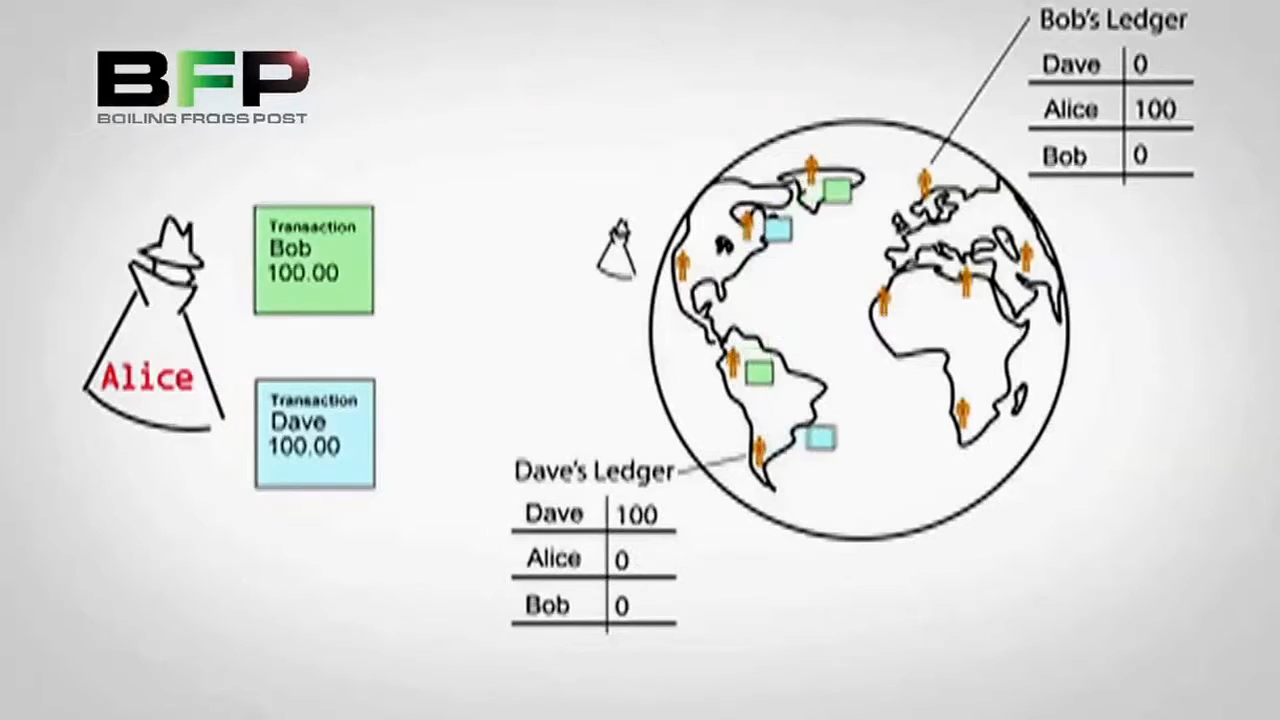 BFP
BOILING FROGS POST
Bob's Ledger
Dave 0
Alice 100
Bob 0
Transaction
Bob
100.00
Alice
Transaction
Dave
100.00
Dave's Ledger
Dave 100
Alice 0
Bob 0